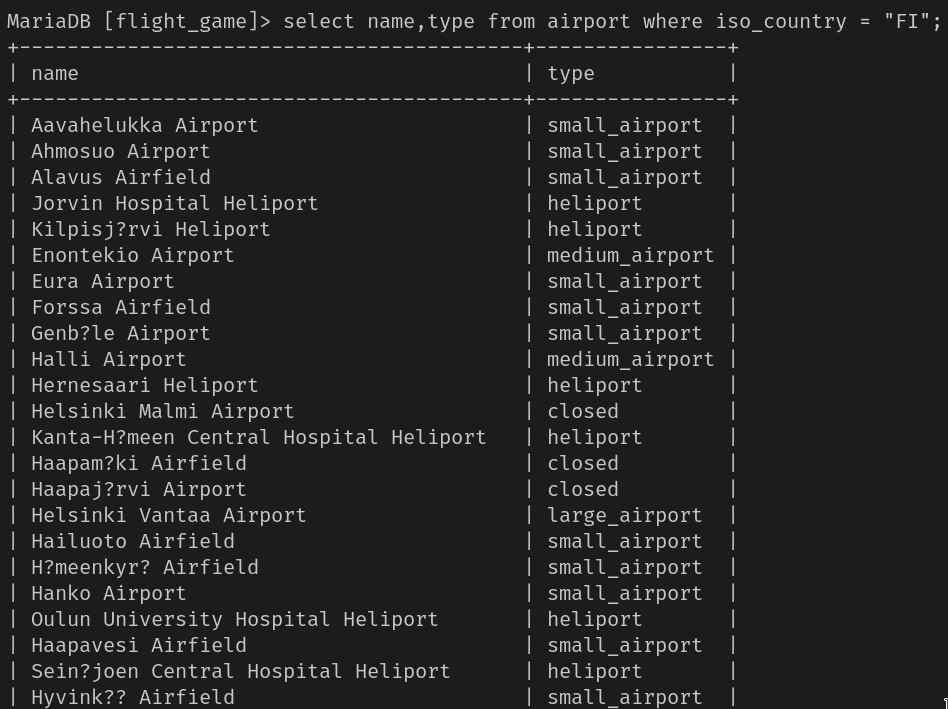 MariaDB [flight_game]> select name,type from airport where iso_country = "FI";
+------------------------------------------+----------------+
| name                                     | type           |
+------------------------------------------+----------------+
| Aavahelukka Airport                      | small_airport  |
| Ahmosuo Airport                          | small_airport  |
| Alavus Airfield                          | small_airport  |
| Jorvin Hospital Heliport                 | heliport       |
| Kilpisj?rvi Heliport                     | heliport       |
| Enontekio Airport                        | medium_airport |
| Eura Airport                             | small_airport  |
| Forssa Airfield                          | small_airport  |
| Genb?le Airport                          | small_airport  |
| Halli Airport                            | medium_airport |
| Hernesaari Heliport                      | heliport       |
| Helsinki Malmi Airport                   | closed         |
| Kanta-H?meen Central Hospital Heliport   | heliport       |
| Haapam?ki Airfield                       | closed         |
| Haapaj?rvi Airport                       | closed         |
| Helsinki Vantaa Airport                  | large_airport  |
| Hailuoto Airfield                        | small_airport  |
| H?meenkyr? Airfield                      | small_airport  |
| Hanko Airport                            | small_airport  |
| Oulun University Hospital Heliport       | heliport       |
| Haapavesi Airfield                       | small_airport  |
| Sein?joen Central Hospital Heliport      | heliport       |
| Hyvink?? Airfield                        | small_airport  |